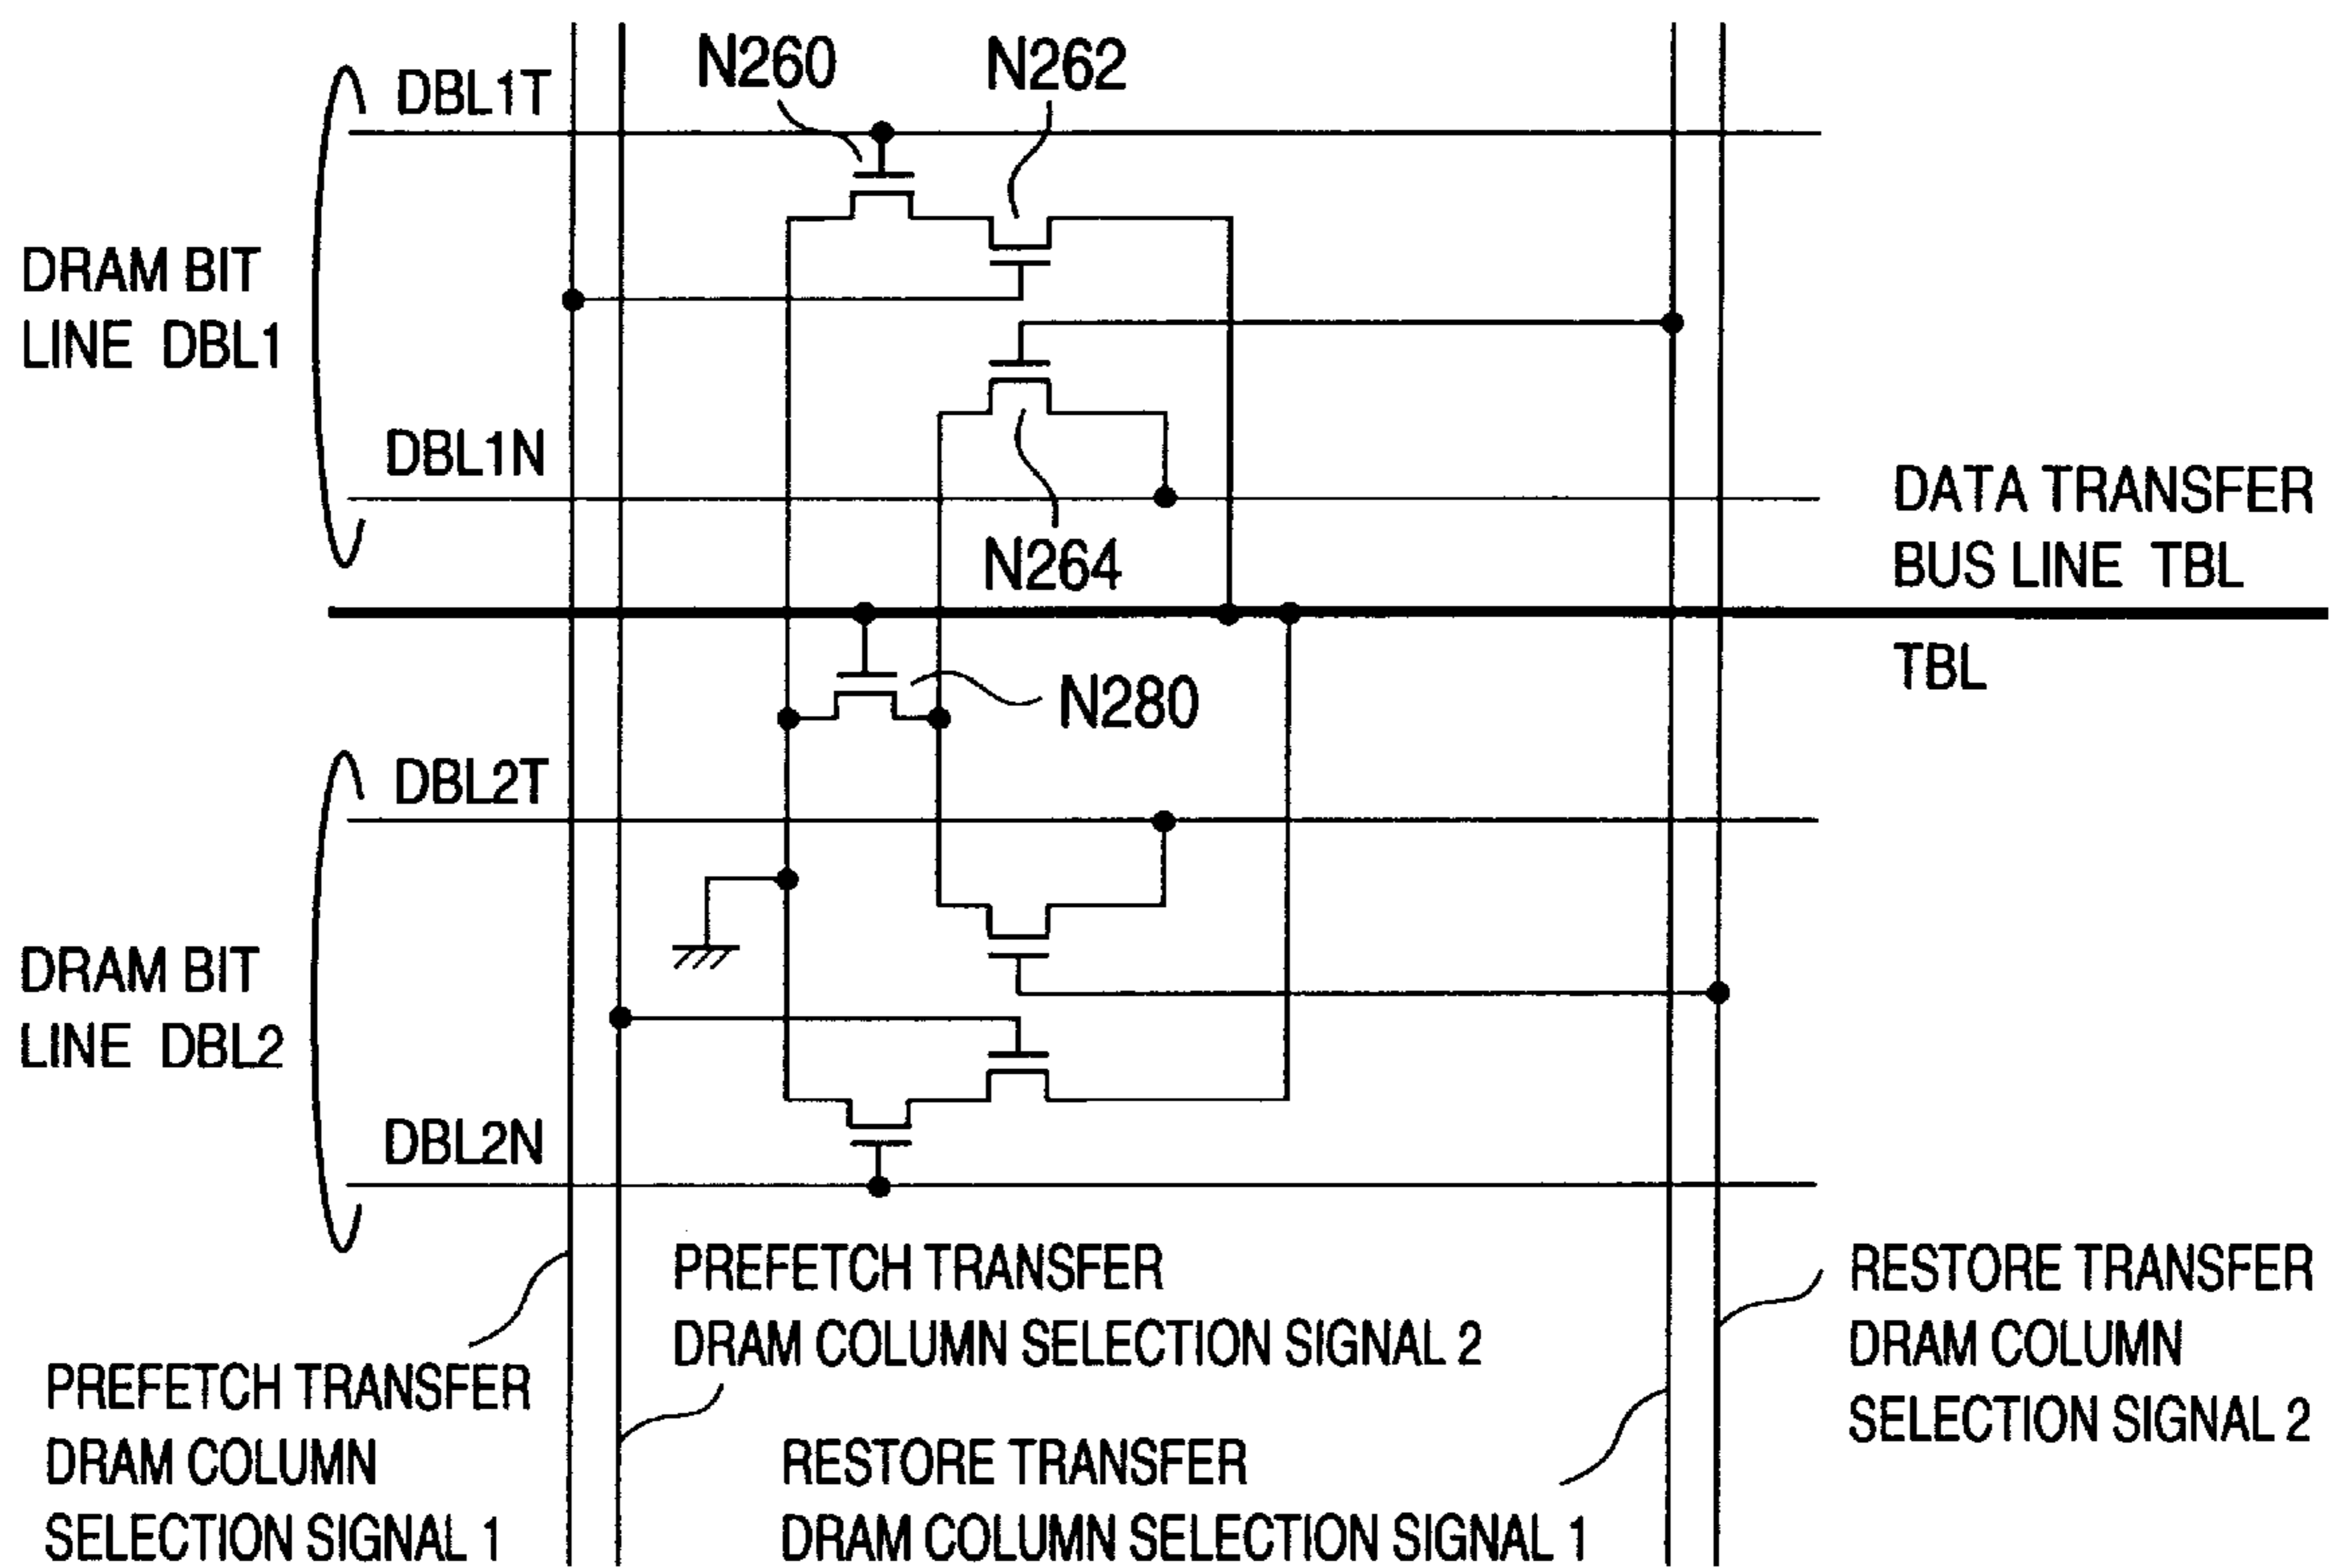 N260
N262
DBL1T
DRAM BIT
LINE DBL1
DBL1N
N264
DATA TRANSFER
BUS LINE TBL
TBL
N280
DBL2T
DRAM BIT
LINE DBL2
DBL2N
PREFETCH TRANSFER
DRAM COLUMN SELECTION SIGNAL 2
RESTORE TRANSFER
DRAM COLUMN
SELECTION SIGNAL 2
PREFETCH TRANSFER
DRAM COLUMN
SELECTION SIGNAL 1
RESTORE TRANSFER
DRAM COLUMN SELECTION SIGNAL 1